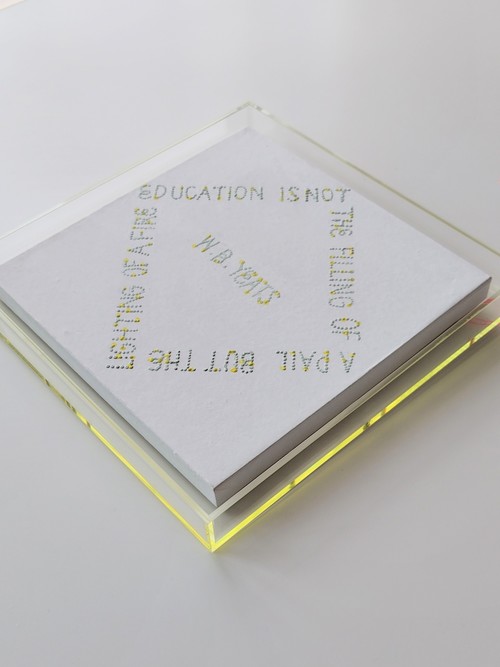 EDUCATION IS NOT
THE FILLING OF
A PAIL BUT THE
LIGHTING OF A FIRE
W.B. YEATS